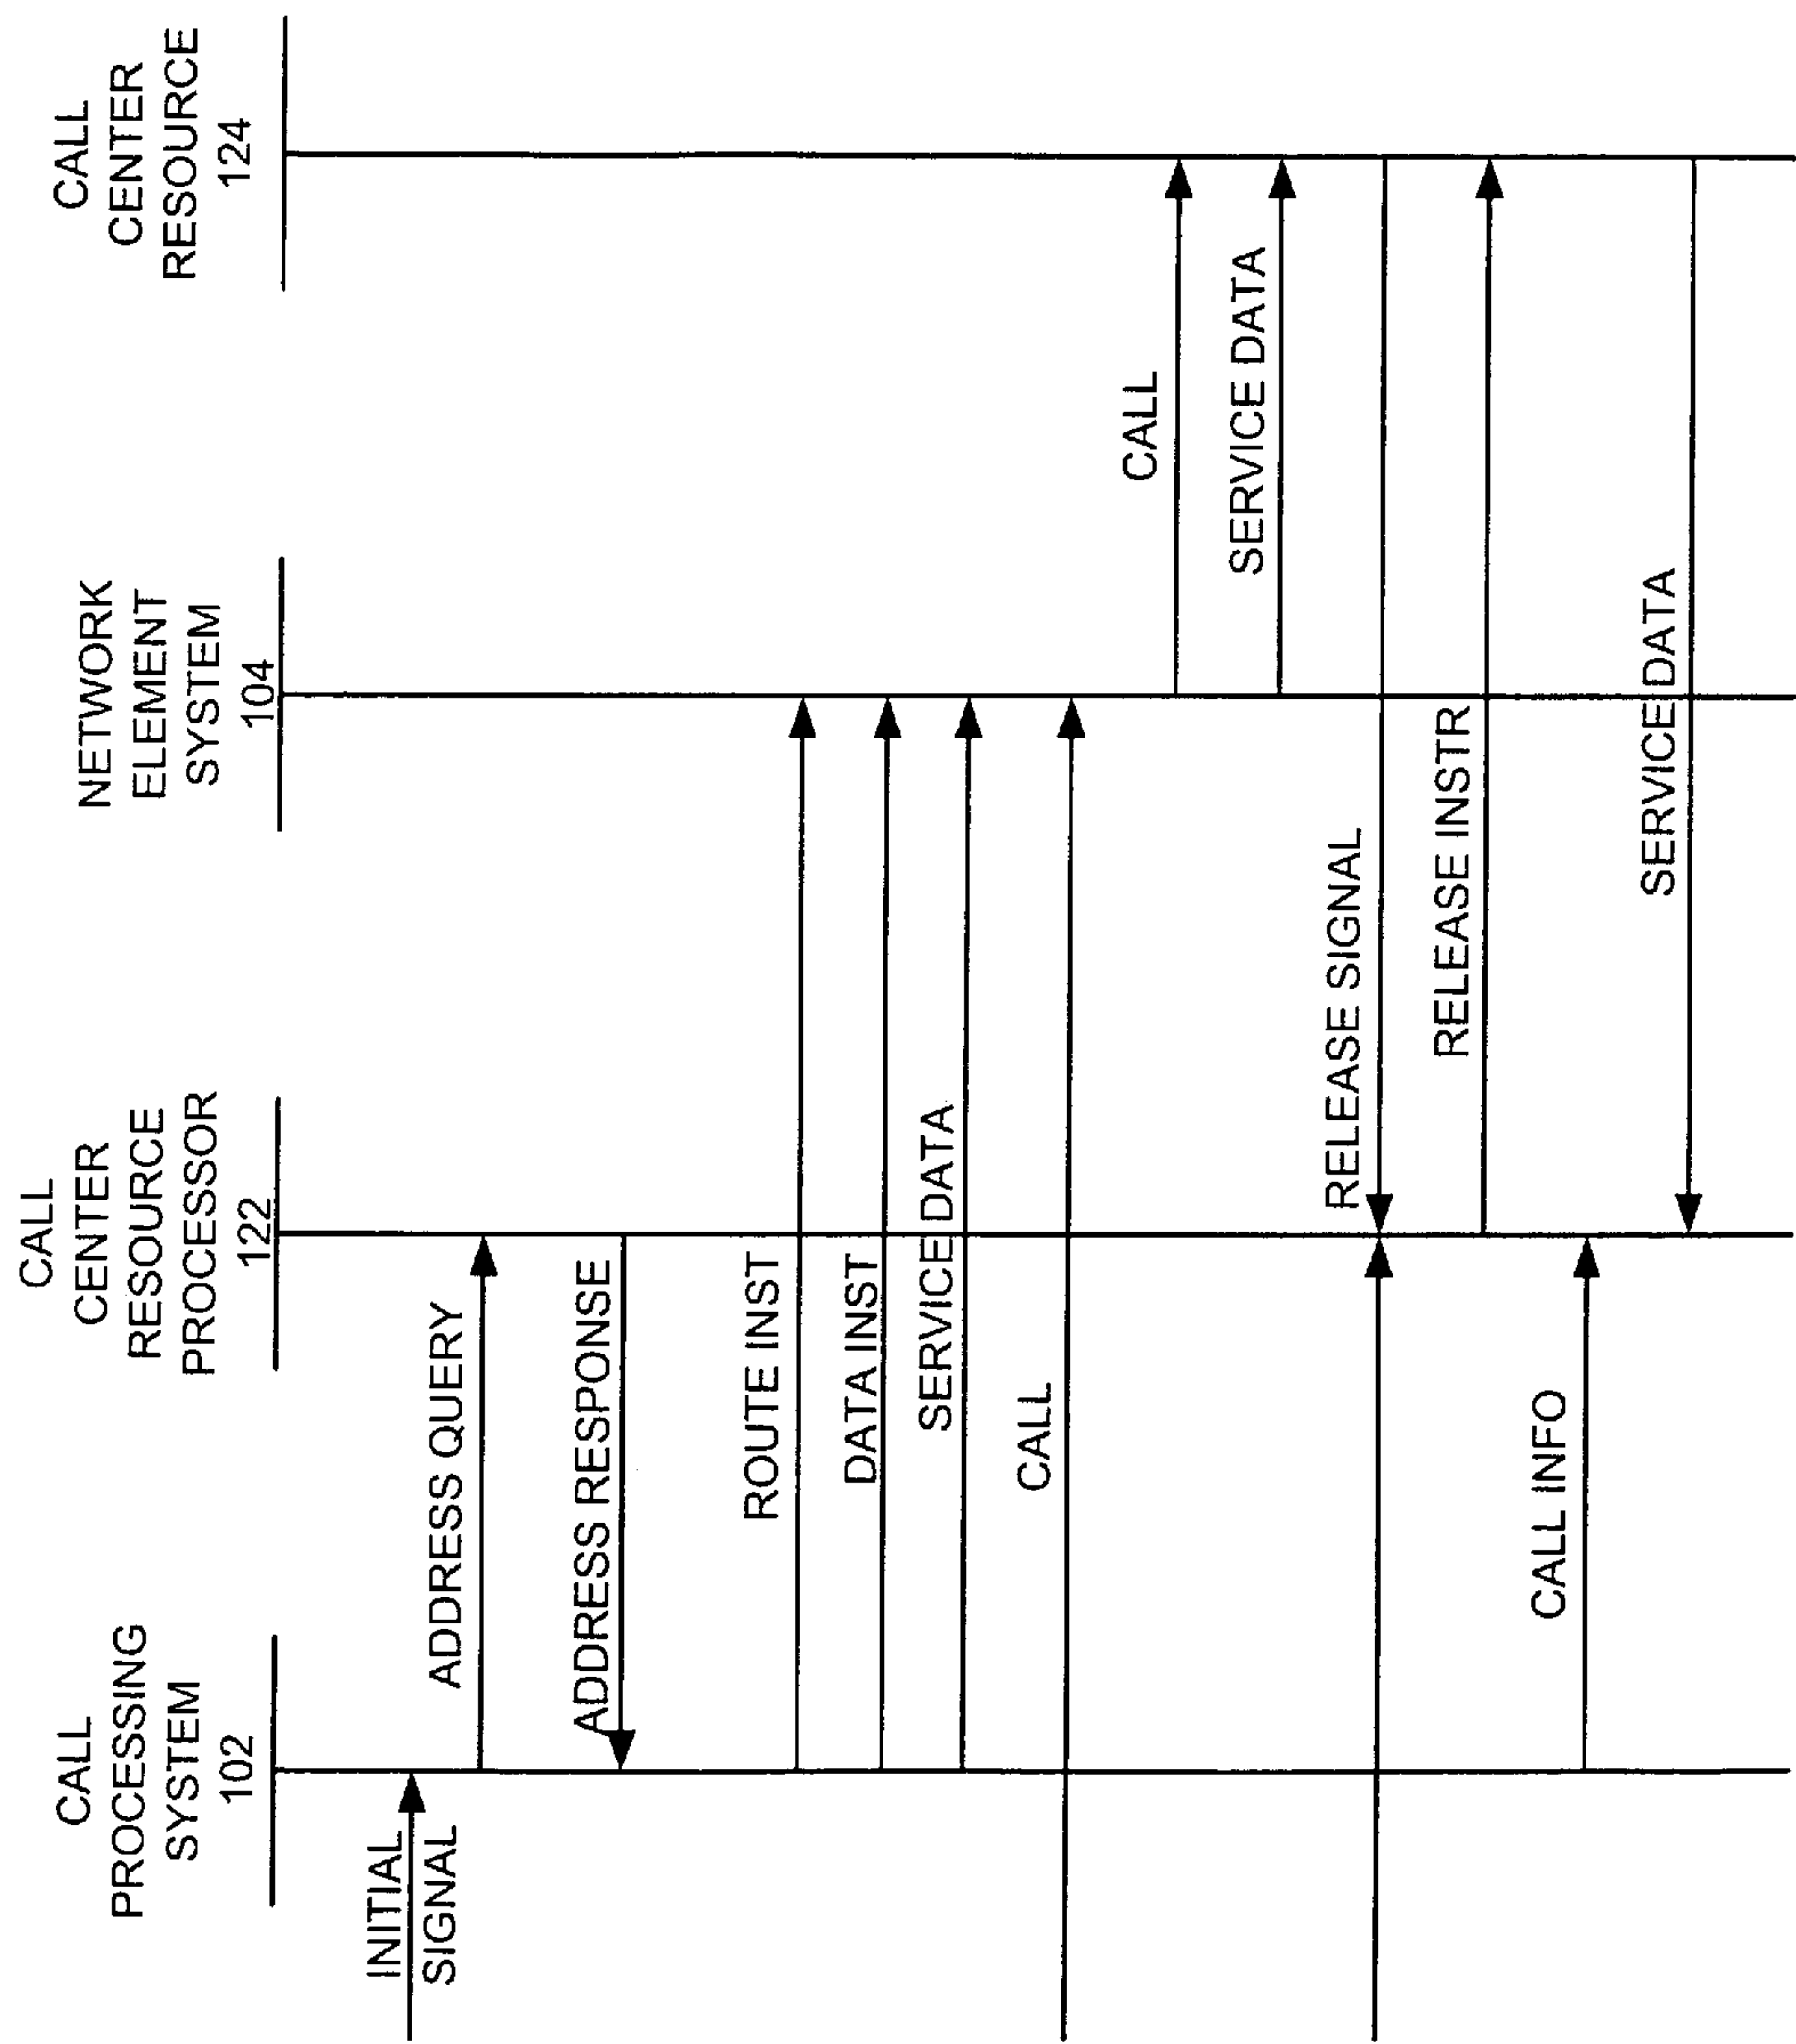 CALL
PROCESSING
SYSTEM
102
CALL
CENTER
RESOURCE
PROCESSOR
122
NETWORK
ELEMENT
SYSTEM
104
CALL
CENTER
RESOURCE
124
INITIAL
SIGNAL
ADDRESS QUERY
ADDRESS RESPONSE
ROUTE INST
DATA INST
SERVICE DATA
CALL
CALL
SERVICE DATA
RELEASE SIGNAL
RELEASE INSTR
CALL INFO
SERVICE DATA